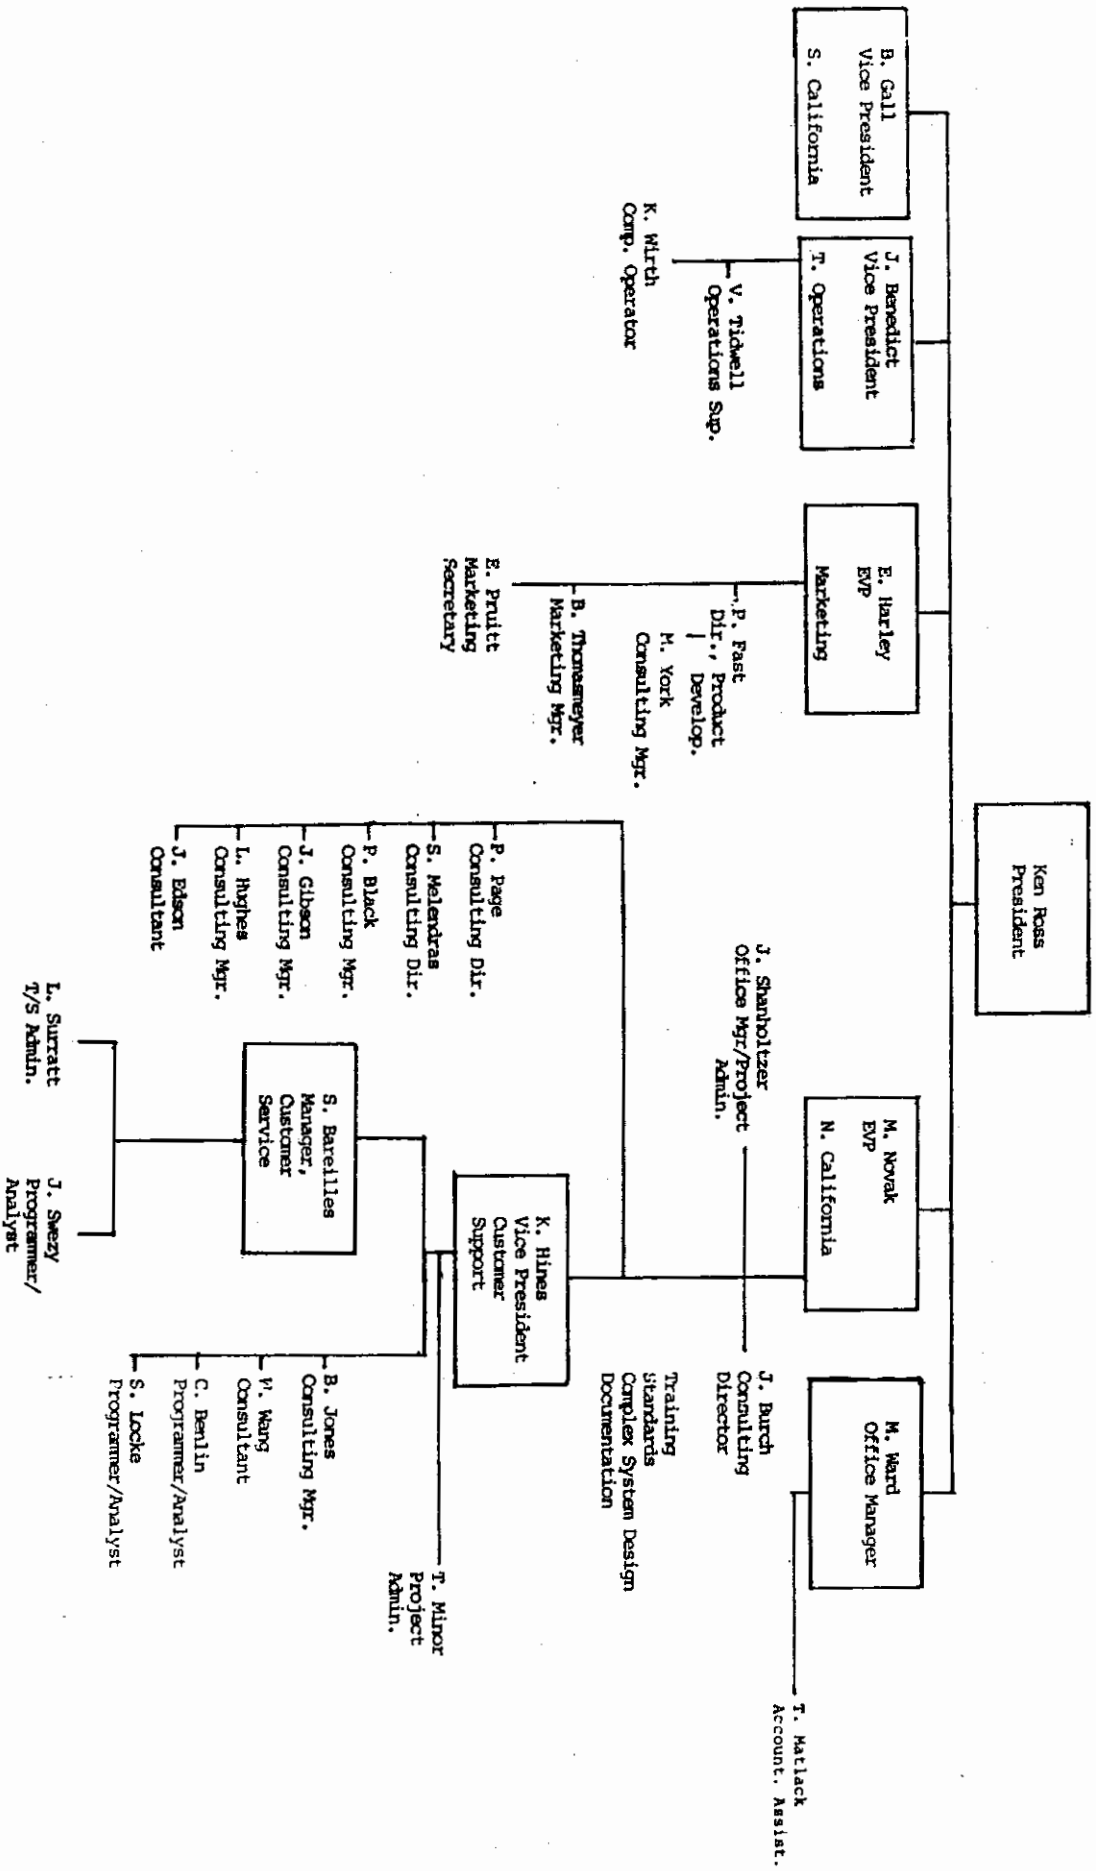 Ken Ross
President
B. Gall
Vice President
S. California
J. Benedict
Vice President
T. Operations
E. Harley
EVP
Marketing
M. Novak
EVP
N. California
M. Ward
Office Manager
V. Tidwell
Operations Sup.
K. Wirth
Comp. Operator
P. Fast
Dir., Product
Develop.
M. York
Consulting Mgr.
B. Thomasmeyer
Marketing Mgr.
E. Pruitt
Marketing
Secretary
J. Shanholtzer
Office Mgr/Project
Admin.
J. Burch
Consulting
Director
T. Matlack
Account. Assist.
Training
Standards
Complex System Design
Documentation
P. Page
Consulting Dir.
S. Melendras
Consulting Dir.
P. Black
Consulting Mgr.
J. Gibson
Consulting Mgr.
L. Hughes
Consulting Mgr.
J. Edson
Consultant
K. Hines
Vice President
Customer
Support
T. Minor
Project
Admin.
S. Bareilles
Manager,
Customer
Service
B. Jones
Consulting Mgr.
Wang
Consultant
C. Benlin
Programmer/Analyst
S. Locke
Programmer/Analyst
L. Surratt
T/S Admin.
J. Swezy
Programmer/
Analyst